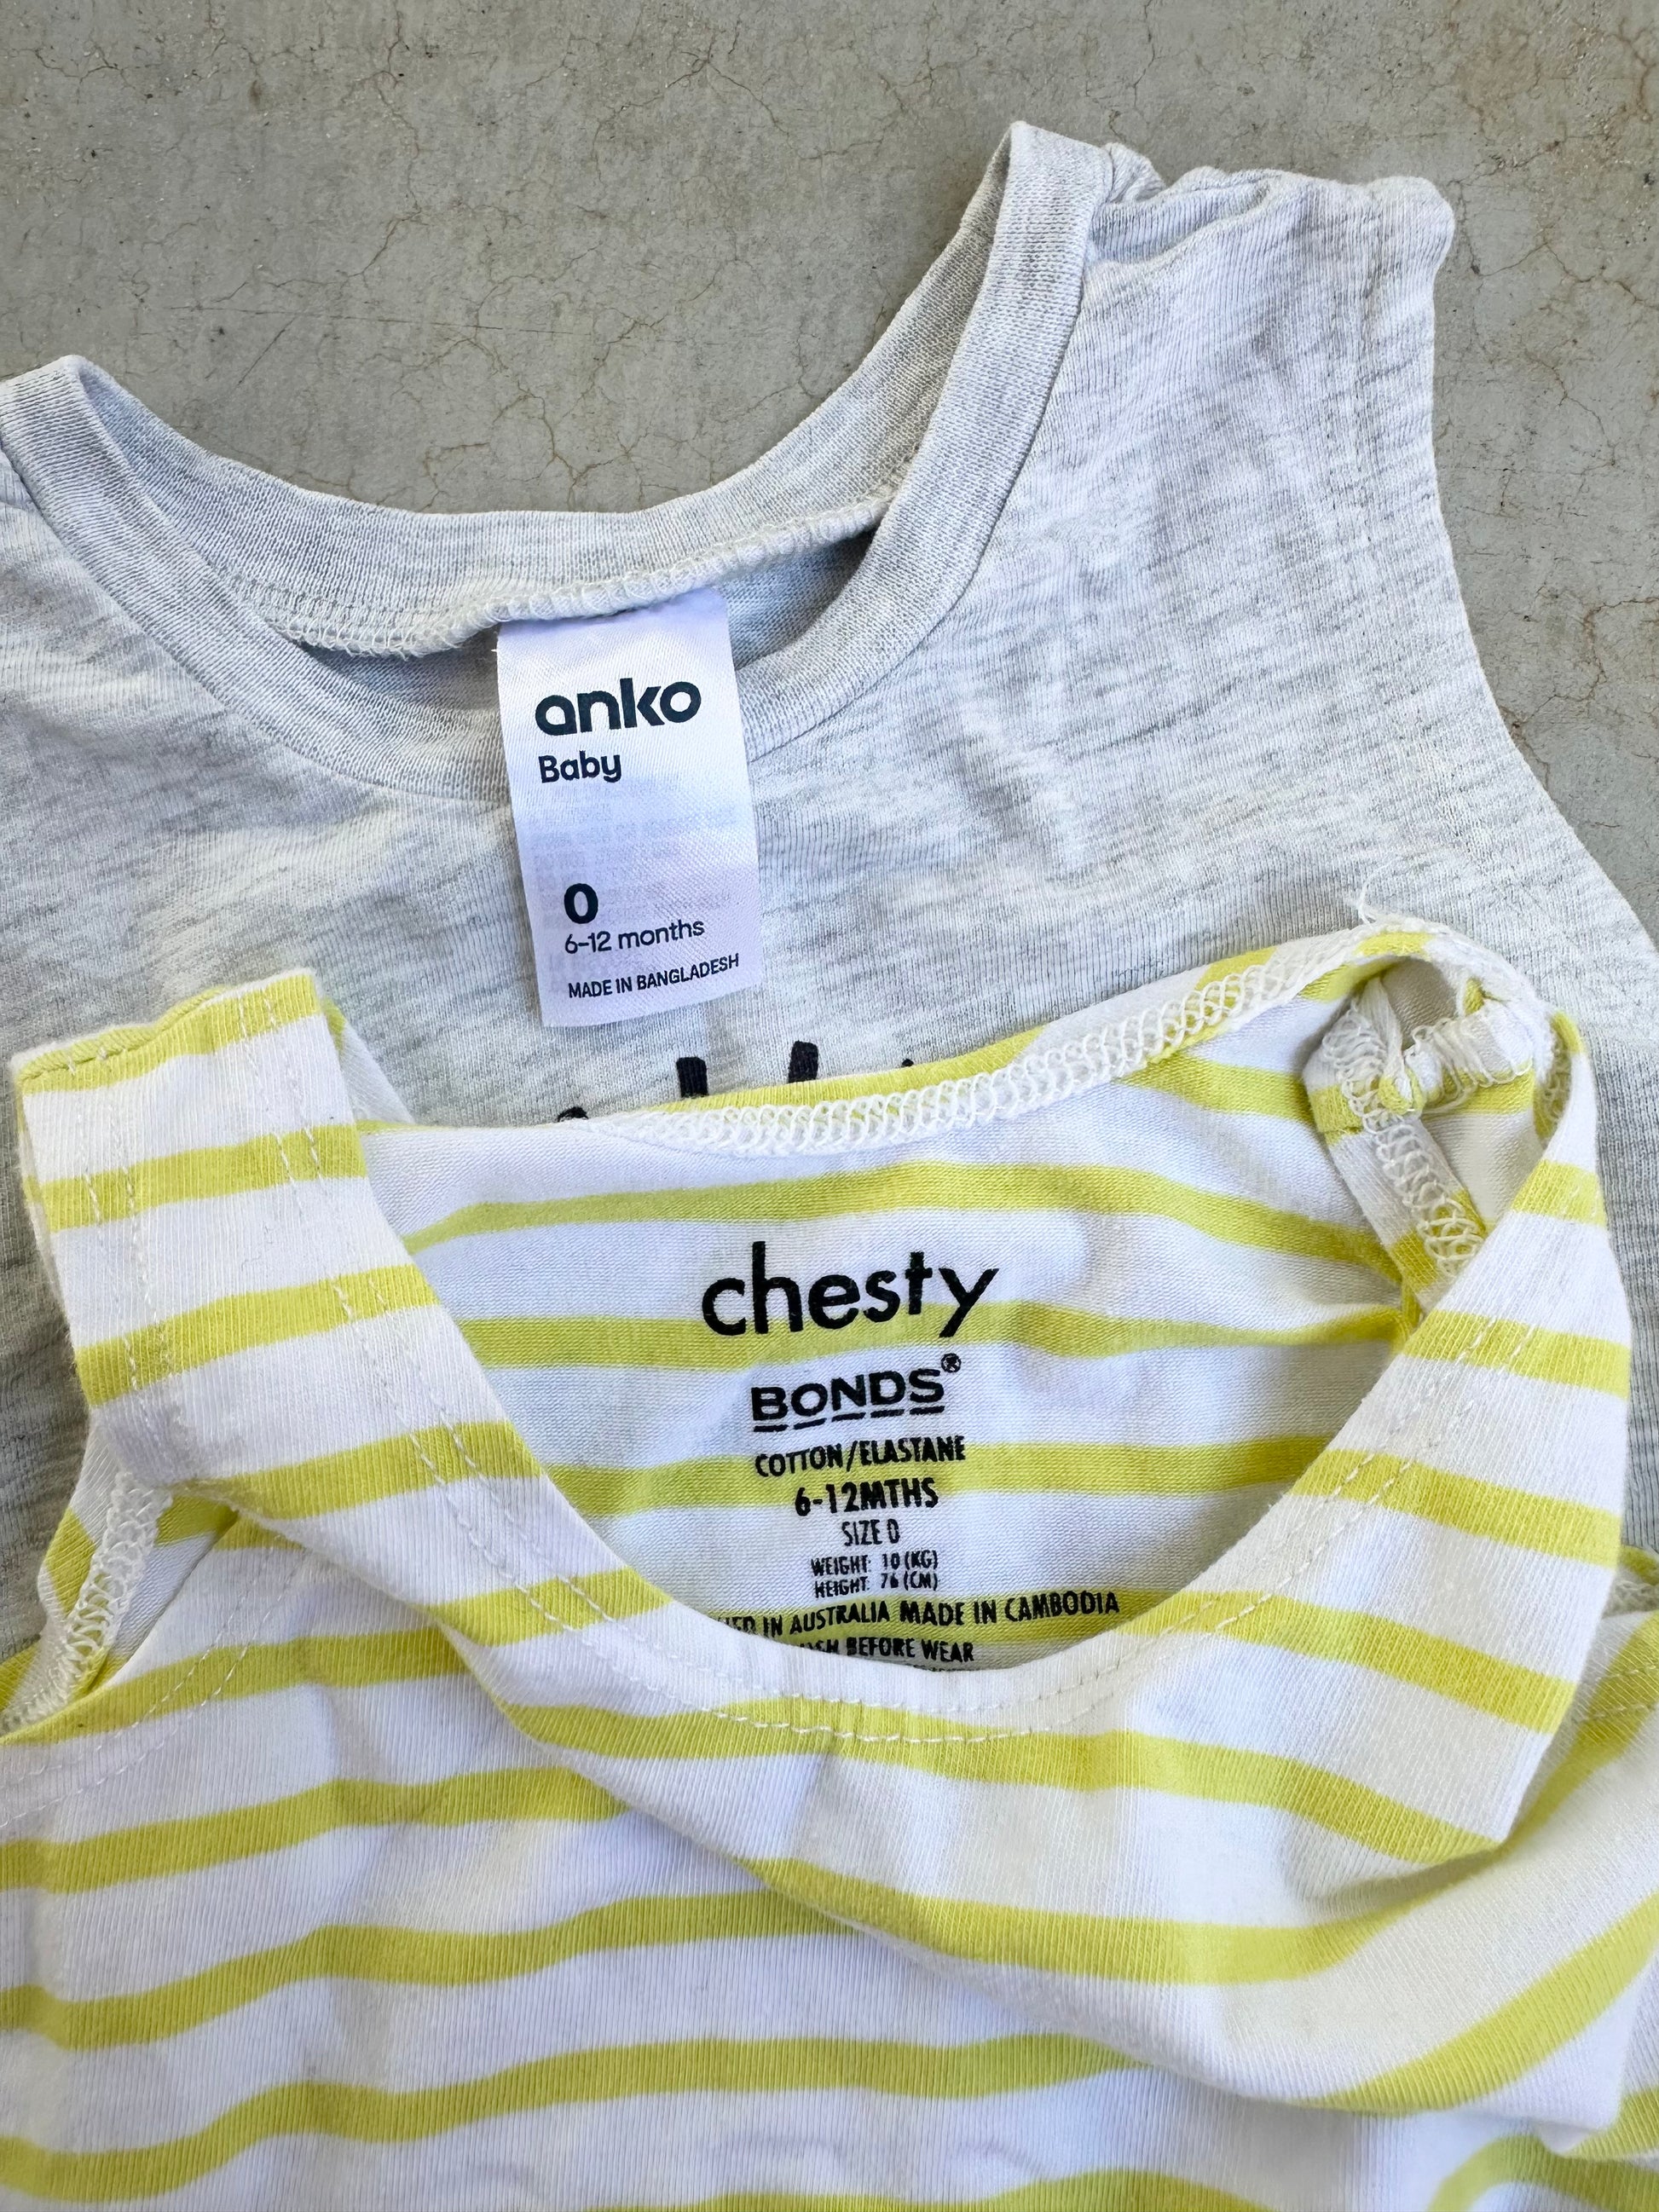 anko
Baby
0
6-12 months
MADE IN BANGLADESH
chesty
BONDS®
COTTON/ELASTANE
6-12MTHS
SIZE 0
WEIGHT: 10 (KG)
HEIGHT: 76 (CM)
IN AUSTRALIA MADE IN CAMBODIA
BEFORE WEAR